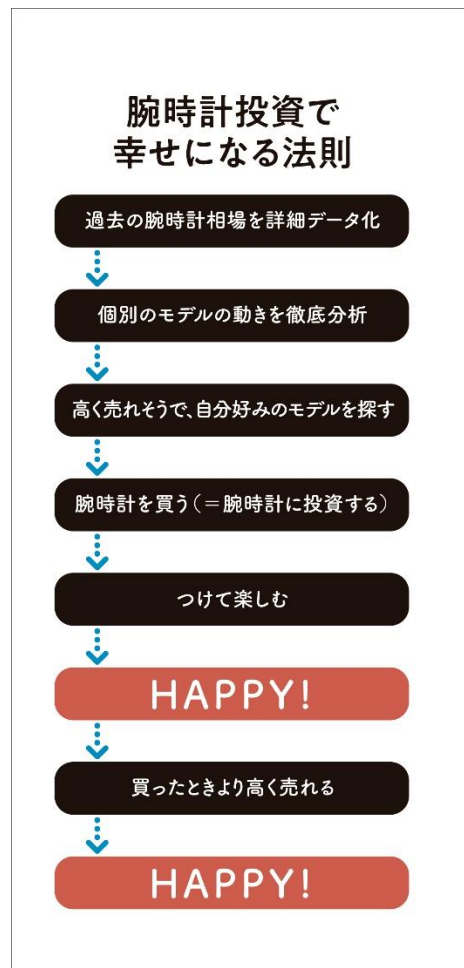 腕時計投資で
幸せになる法則
過去の腕時計相場を詳細データ化
個別のモデルの動きを徹底分析
高く売れそうで、自分好みのモデルを探す
腕時計を買う(=腕時計に投資する)
つけて楽しむ
HAPPY!
買ったときより高く売れる
HAPPY!